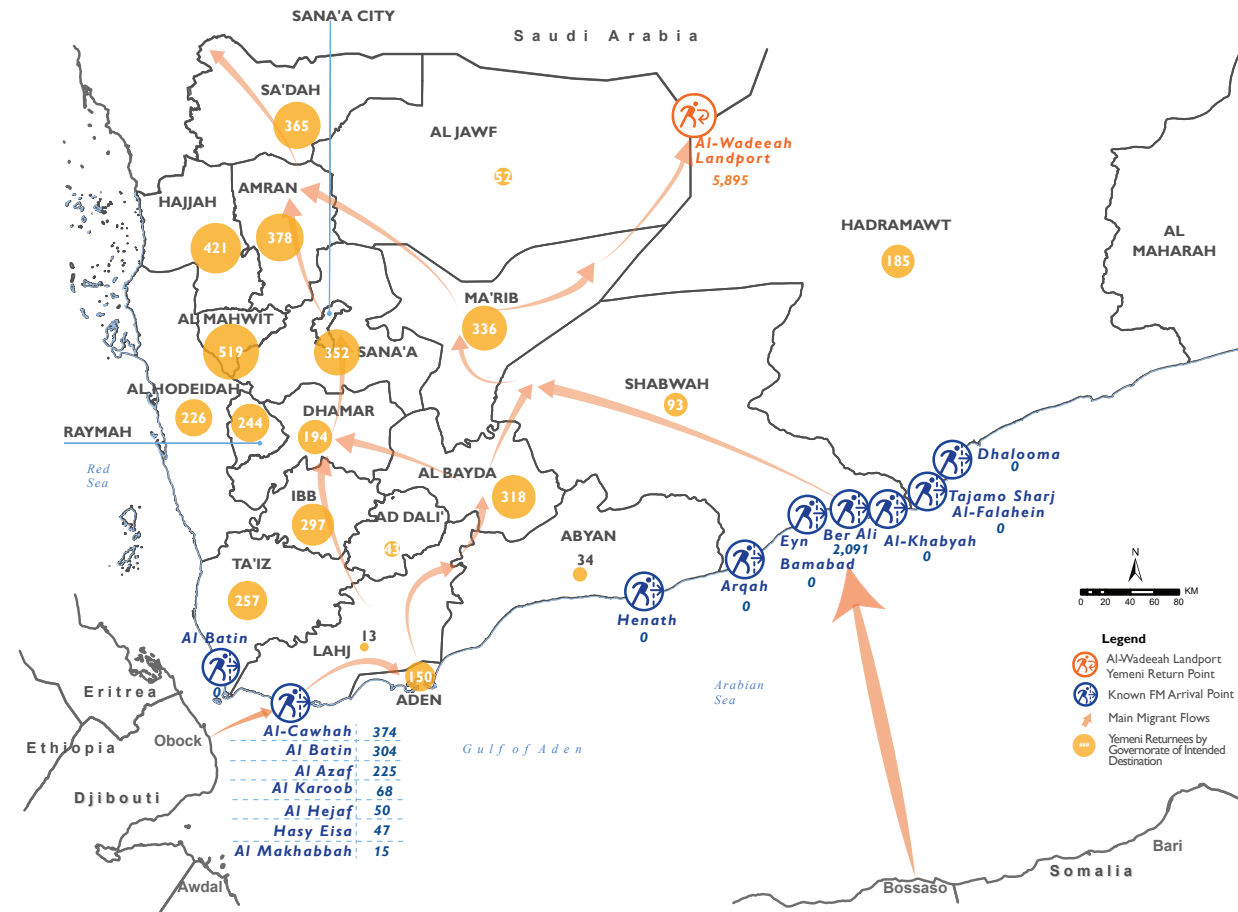 SANA'A CITY
Saudi Arabia
SA'DAH
365
AL JAWF
52
Al-Wadeeah
Landport
5,895
HAJJAH
421
AMRAN
378
HADRAMAWT
185
AL
MAHARAH
MA'RIB
336
AL MAHWIT
519
352
SANA'A
SHABWAH
93
AL HODEIDAH
226
244
RAYMAH
DHAMAR
194
Red
Sea
AL BAYDA
318
IBB
297
AD DALI'
43
ABYAN
34
TA'IZ
257
Dhalooma
0
Tajamo Sharj
Al-Falahein
0
Al-Khabyah
0
Ber Ali
2,091
Eyn
Bamabad
0
Arqah
0
Henath
0
Al Batin
0
LAHJ
13
150
ADEN
N
0 10 20 40 60 80 KM
Legend
Al-Wadeeah Landport
Yemeni Return Point
Known FM Arrival Point
Main Migrant Flows
###
Yemeni Returnees by
Governorate of Intended
Destination
Arabian
Sea
Gulf of Aden
Eritrea
Ethiopia
Obock
Djibouti
Awdal
Al-Cawhah 374
Al Batin 304
Al Azaf 225
Al Karoob 68
Al Hejaf 50
Hasy Eisa 47
Al Makhabbah 15
Bari
Somalia
Bossaso